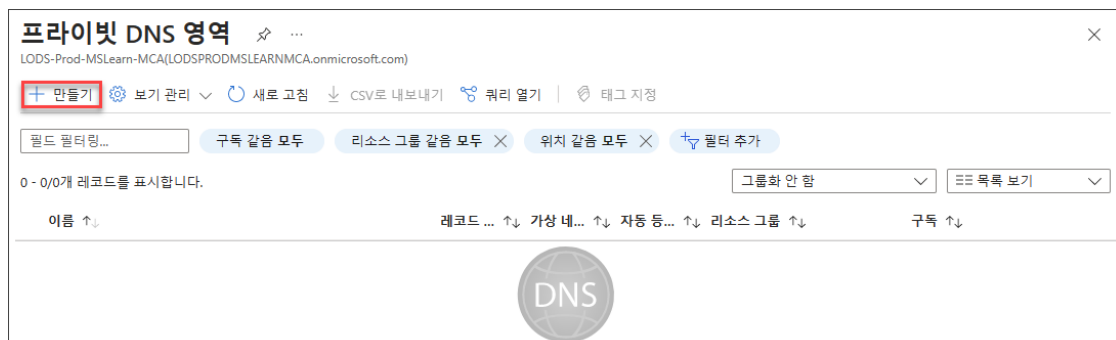 프라이빗 DNS 영역
LODS-Prod-MSLearn-MCA(LODSPRODMSLEARNMCA.onmicrosoft.com)
만들기 보기 관리 새로 고침 CSV로 내보내기 쿼리 열기 태그 지정
필드 필터링... 구독 같음 모두 리소스 그룹 같음 모두 위치 같음 모두 필터 추가
0 - 0/0개 레코드를 표시합니다. 그룹화 안 함 목록 보기
이름 레코드 ... 가상 네... 자동 등... 리소스 그룹 구독
DNS